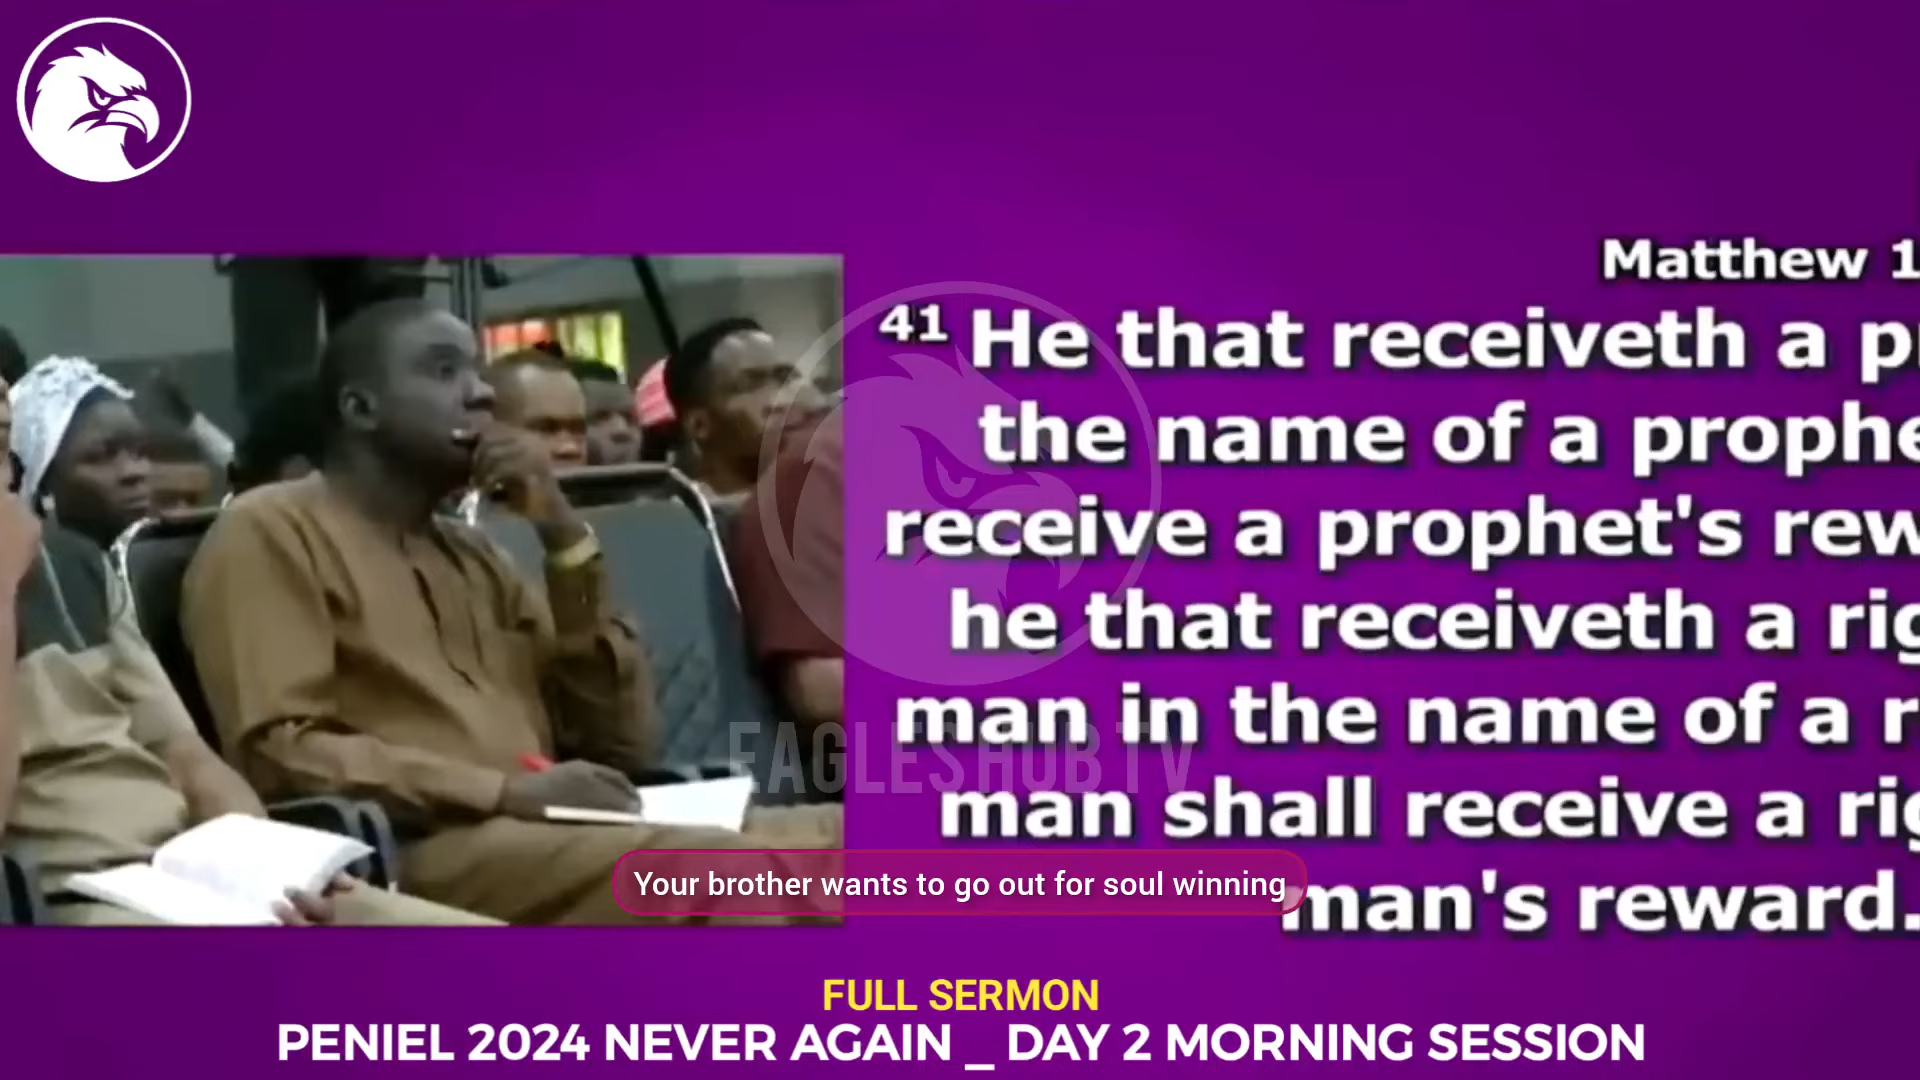 Matthew 1
41 He that receiveth a p
the name of a prophe
receive a prophet's rew
he that receiveth a rig
man in the name of a r
man shall receive a rig
man's reward.
EAGLES HUB TV
Your brother wants to go out for soul winning
FULL SERMON
PENIEL 2024 NEVER AGAIN _ DAY 2 MORNING SESSION